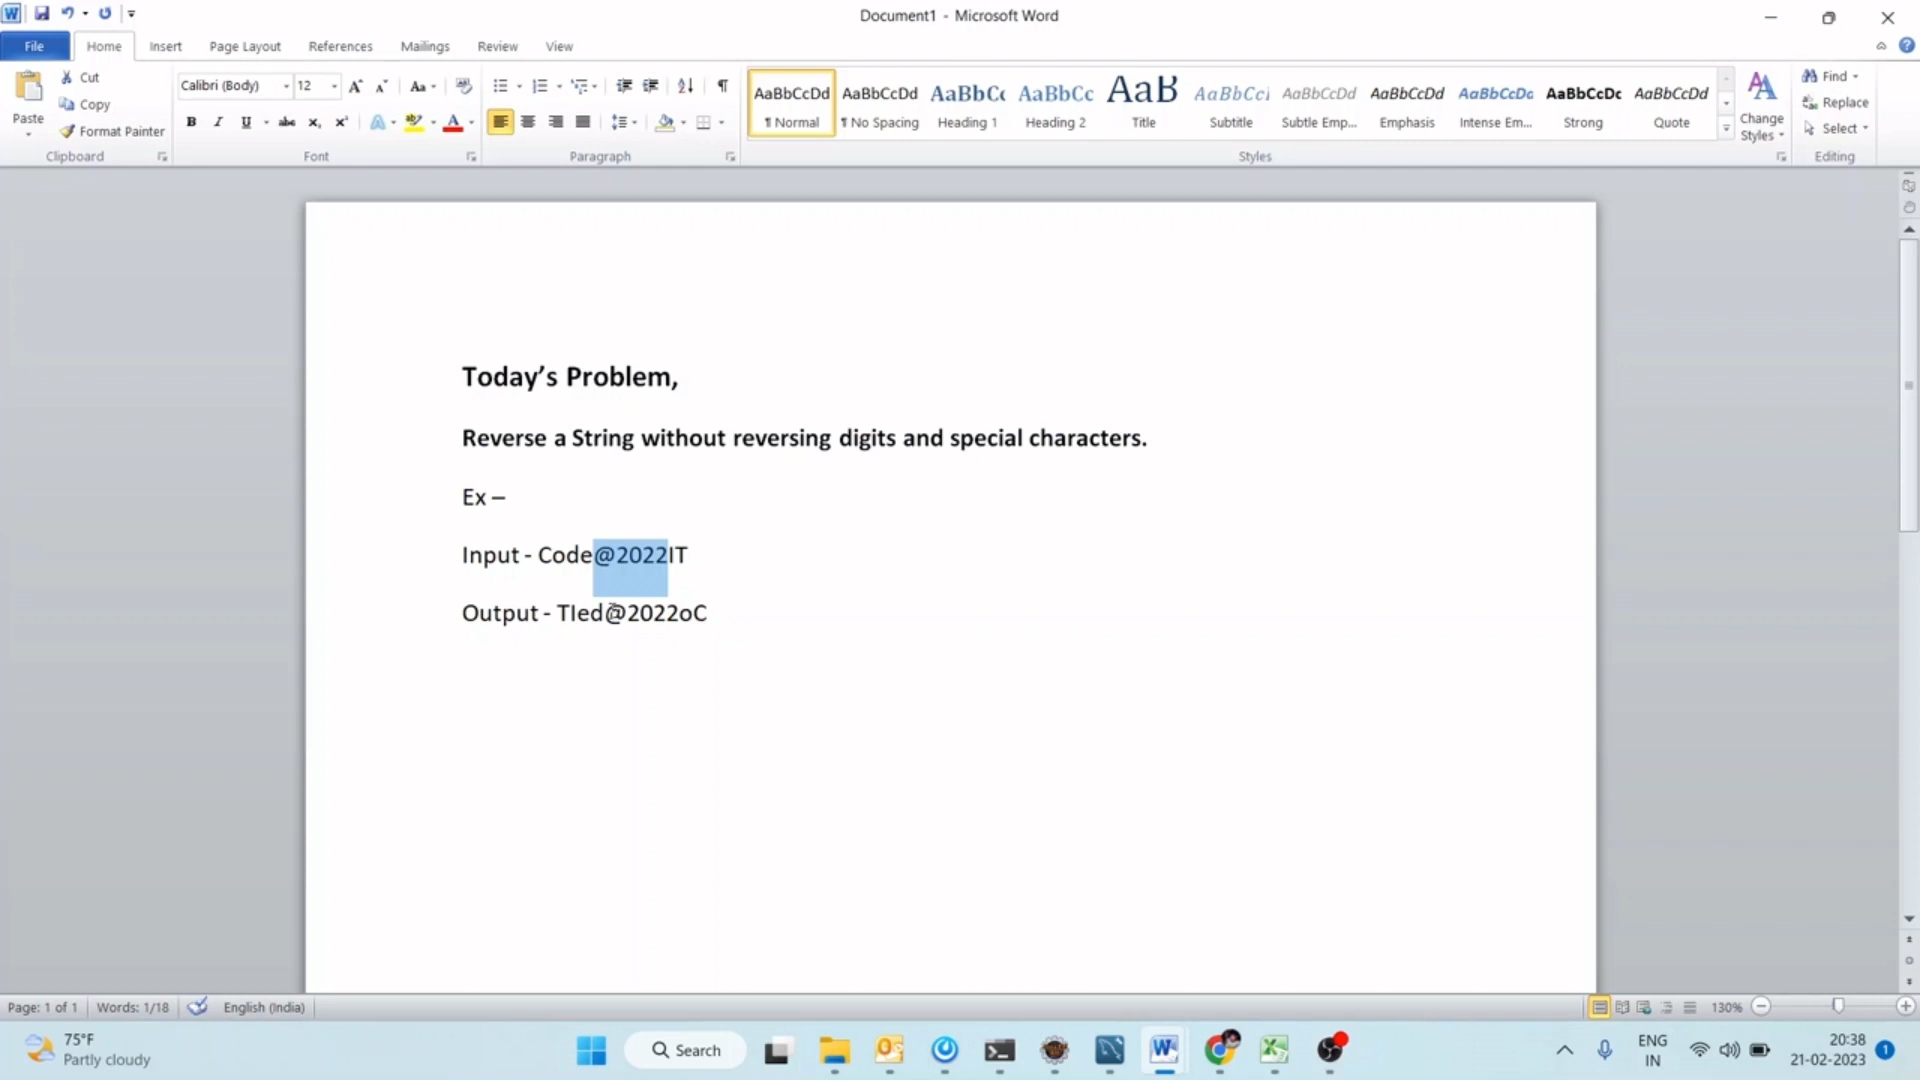 Document1 - Microsoft Word
File Home Insert Page Layout References Mailings Review View
Cut
Copy
Format Painter
Paste
Clipboard
Calibri (Body) 12
Font
Paragraph
AaBbCcDd AaBbCcDd AaBbCc AaBbCc AaB AaBbCcI AaBbCcDd AaBbCcDd AaBbCcDd AaBbCcDc AaBbCcDd
¶ Normal ¶ No Spacing Heading 1 Heading 2 Title Subtitle Subtle Emp... Emphasis Intense Em... Strong Quote
Styles
Change
Styles
Find
Replace
Select
Editing
Today’s Problem,
Reverse a String without reversing digits and special characters.
Ex –
Input - Code@2022IT
Output - TIed@2022oC
Page: 1 of 1 Words: 1/18 English (India) 130%
75°F
Partly cloudy
Search
ENG
IN
20:38
21-02-2023
1